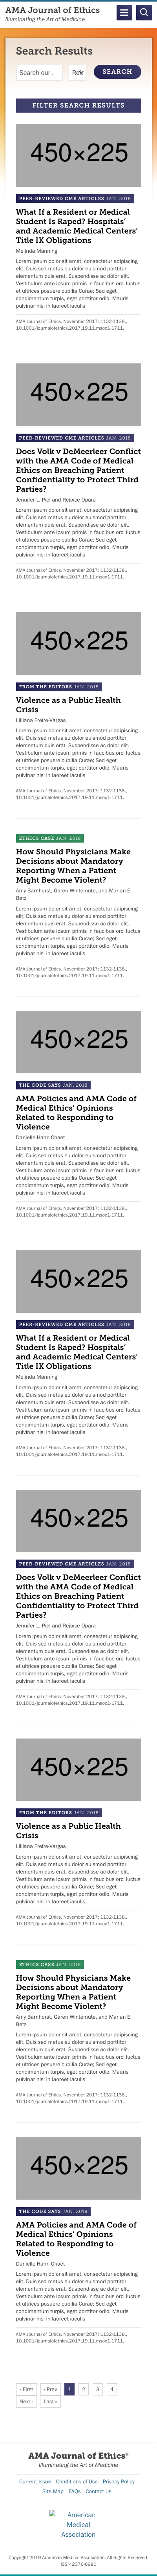 AMA Journal of Ethics
Illuminating the Art of Medicine
Search Results
Search our
SEARCH
FILTER SEARCH RESULTS
450×225
PEER-REVIEWED CME ARTICLES JAN 2018
What If a Resident or Medical
Student Is Raped? Hospitals'
and Academic Medical Centers'
Title IX Obligations
Melinda Manning
Lorem ipsum dolor sit amet, consectetur adipiscing
elit. Duis sed metus eu dolor euismod porttitor
elementum quis erat. Suspendisse ac dolor elit.
Vestibulum ante ipsum primis in faucibus orci luctus
et ultrices posuere cubilia Curae; Sed eget
condimentum turpis, eget porttitor odio. Mauris
pulvinar nisi in laoreet iaculis
AMA Journal of Ethics, November 2017: 1132-1138.,
10.1001/journalofethics.2017.19.11.msoc1-1711.
450×225
PEER-REVIEWED CME ARTICLES JAN 2018
Does Volk v DeMeerleer Conflict
with the AMA Code of Medical
Ethics on Breaching Patient
Confidentiality to Protect Third
Parties?
Jennifer L. Piel and Rejoice Opara
Lorem ipsum dolor sit amet, consectetur adipiscing
elit. Duis sed metus eu dolor euismod porttitor
elementum quis erat. Suspendisse ac dolor elit.
Vestibulum ante ipsum primis in faucibus orci luctus
et ultrices posuere cubilia Curae; Sed eget
condimentum turpis, eget porttitor odio. Mauris
pulvinar nisi in laoreet iaculis
AMA Journal of Ethics, November 2017: 1132-1138.,
10.1001/journalofethics.2017.19.11.msoc1-1711.
450×225
FROM THE EDITORS JAN 2018
Violence as a Public Health
Crisis
Lilliana Freire-Vargas
Lorem ipsum dolor sit amet, consectetur adipiscing
elit. Duis sed metus eu dolor euismod porttitor
elementum quis erat. Suspendisse ac dolor elit.
Vestibulum ante ipsum primis in faucibus orci luctus
et ultrices posuere cubilia Curae; Sed eget
condimentum turpis, eget porttitor odio. Mauris
pulvinar nisi in laoreet iaculis
AMA Journal of Ethics, November 2017: 1132-1138.,
10.1001/journalofethics.2017.19.11.msoc1-1711.
ETHICS CASE JAN 2018
How Should Physicians Make
Decisions about Mandatory
Reporting When a Patient
Might Become Violent?
Amy Barnhorst, Garen Wintemute, and Marian E.
Betz
Lorem ipsum dolor sit amet, consectetur adipiscing
elit. Duis sed metus eu dolor euismod porttitor
elementum quis erat. Suspendisse ac dolor elit.
Vestibulum ante ipsum primis in faucibus orci luctus
et ultrices posuere cubilia Curae; Sed eget
condimentum turpis, eget porttitor odio. Mauris
pulvinar nisi in laoreet iaculis
AMA Journal of Ethics, November 2017: 1132-1138.,
10.1001/journalofethics.2017.19.11.msoc1-1711.
450×225
THE CODE SAYS JAN 2018
AMA Policies and AMA Code of
Medical Ethics' Opinions
Related to Responding to
Violence
Danielle Hahn Chaet
Lorem ipsum dolor sit amet, consectetur adipiscing
elit. Duis sed metus eu dolor euismod porttitor
elementum quis erat. Suspendisse ac dolor elit.
Vestibulum ante ipsum primis in faucibus orci luctus
et ultrices posuere cubilia Curae; Sed eget
condimentum turpis, eget porttitor odio. Mauris
pulvinar nisi in laoreet iaculis
AMA Journal of Ethics, November 2017: 1132-1138.,
10.1001/journalofethics.2017.19.11.msoc1-1711.
450×225
PEER-REVIEWED CME ARTICLES JAN 2018
What If a Resident or Medical
Student Is Raped? Hospitals'
and Academic Medical Centers'
Title IX Obligations
Melinda Manning
Lorem ipsum dolor sit amet, consectetur adipiscing
elit. Duis sed metus eu dolor euismod porttitor
elementum quis erat. Suspendisse ac dolor elit.
Vestibulum ante ipsum primis in faucibus orci luctus
et ultrices posuere cubilia Curae; Sed eget
condimentum turpis, eget porttitor odio. Mauris
pulvinar nisi in laoreet iaculis
AMA Journal of Ethics, November 2017: 1132-1138.,
10.1001/journalofethics.2017.19.11.msoc1-1711.
450×225
PEER-REVIEWED CME ARTICLES JAN 2018
Does Volk v DeMeerleer Conflict
with the AMA Code of Medical
Ethics on Breaching Patient
Confidentiality to Protect Third
Parties?
Jennifer L. Piel and Rejoice Opara
Lorem ipsum dolor sit amet, consectetur adipiscing
elit. Duis sed metus eu dolor euismod porttitor
elementum quis erat. Suspendisse ac dolor elit.
Vestibulum ante ipsum primis in faucibus orci luctus
et ultrices posuere cubilia Curae; Sed eget
condimentum turpis, eget porttitor odio. Mauris
pulvinar nisi in laoreet iaculis
AMA Journal of Ethics, November 2017: 1132-1138.,
10.1001/journalofethics.2017.19.11.msoc1-1711.
450×225
FROM THE EDITORS JAN 2018
Violence as a Public Health
Crisis
Lilliana Freire-Vargas
Lorem ipsum dolor sit amet, consectetur adipiscing
elit. Duis sed metus eu dolor euismod porttitor
elementum quis erat. Suspendisse ac dolor elit.
Vestibulum ante ipsum primis in faucibus orci luctus
et ultrices posuere cubilia Curae; Sed eget
condimentum turpis, eget porttitor odio. Mauris
pulvinar nisi in laoreet iaculis
AMA Journal of Ethics, November 2017: 1132-1138.,
10.1001/journalofethics.2017.19.11.msoc1-1711.
ETHICS CASE JAN 2018
How Should Physicians Make
Decisions about Mandatory
Reporting When a Patient
Might Become Violent?
Amy Barnhorst, Garen Wintemute, and Marian E.
Betz
Lorem ipsum dolor sit amet, consectetur adipiscing
elit. Duis sed metus eu dolor euismod porttitor
elementum quis erat. Suspendisse ac dolor elit.
Vestibulum ante ipsum primis in faucibus orci luctus
et ultrices posuere cubilia Curae; Sed eget
condimentum turpis, eget porttitor odio. Mauris
pulvinar nisi in laoreet iaculis
AMA Journal of Ethics, November 2017: 1132-1138.,
10.1001/journalofethics.2017.19.11.msoc1-1711.
450×225
THE CODE SAYS JAN 2018
AMA Policies and AMA Code of
Medical Ethics' Opinions
Related to Responding to
Violence
Danielle Hahn Chaet
Lorem ipsum dolor sit amet, consectetur adipiscing
elit. Duis sed metus eu dolor euismod porttitor
elementum quis erat. Suspendisse ac dolor elit.
Vestibulum ante ipsum primis in faucibus orci luctus
et ultrices posuere cubilia Curae; Sed eget
condimentum turpis, eget porttitor odio. Mauris
pulvinar nisi in laoreet iaculis
AMA Journal of Ethics, November 2017: 1132-1138.,
10.1001/journalofethics.2017.19.11.msoc1-1711.
« First ‹ Prev 1 2 3 4
Next › Last »
AMA Journal of Ethics®
Illuminating the Art of Medicine
Current Issue Conditions of Use Privacy Policy
Site Map FAQs Contact Us
American
Medical
Association
Copyright 2019 American Medical Association. All Rights Reserved.
ISSN 2376-6980